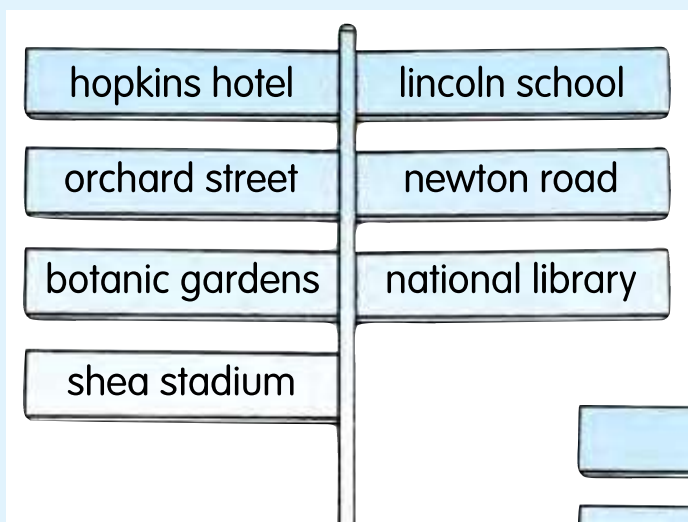 hopkins hotel
lincoln school
orchard street
newton road
botanic gardens
national library
shea stadium